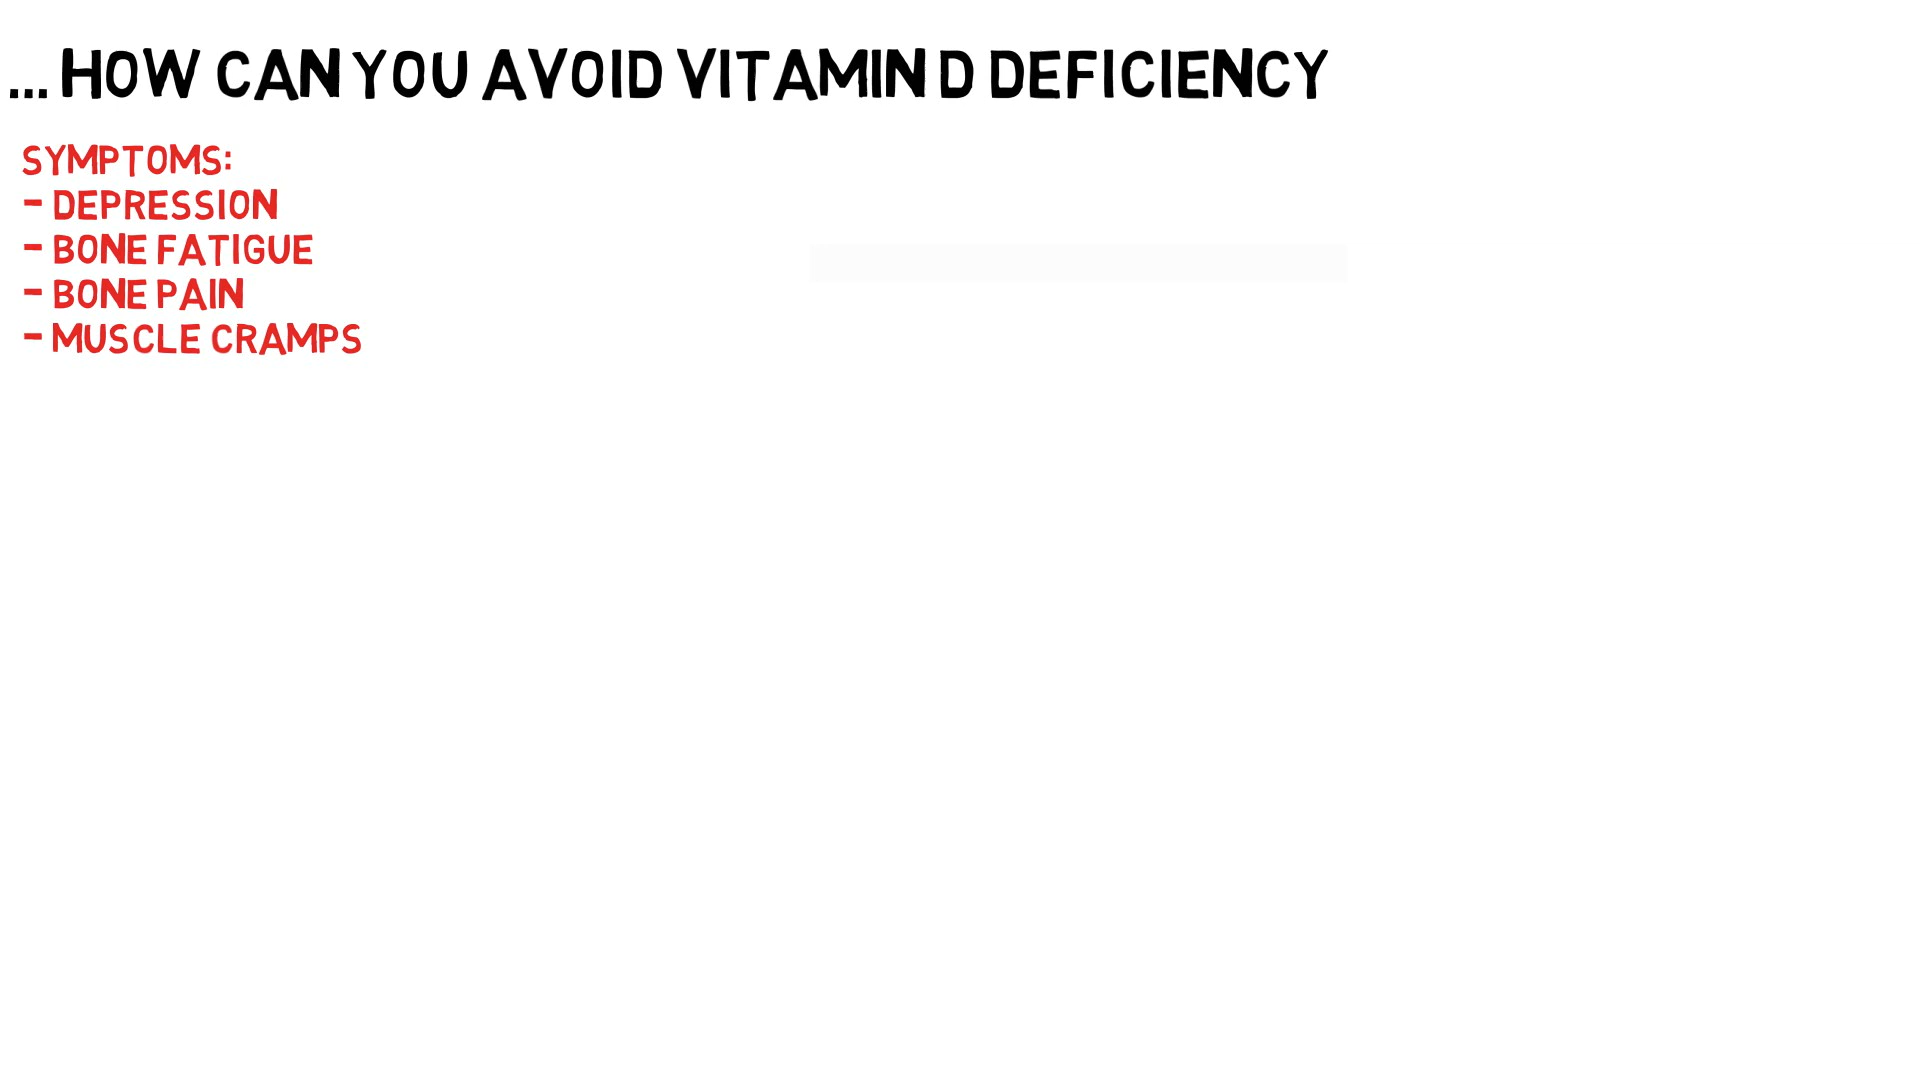 ... HOW CAN YOU AVOID VITAMIN D DEFICIENCY
SYMPTOMS:
- DEPRESSION
- BONE FATIGUE
- BONE PAIN
- MUSCLE CRAMPS